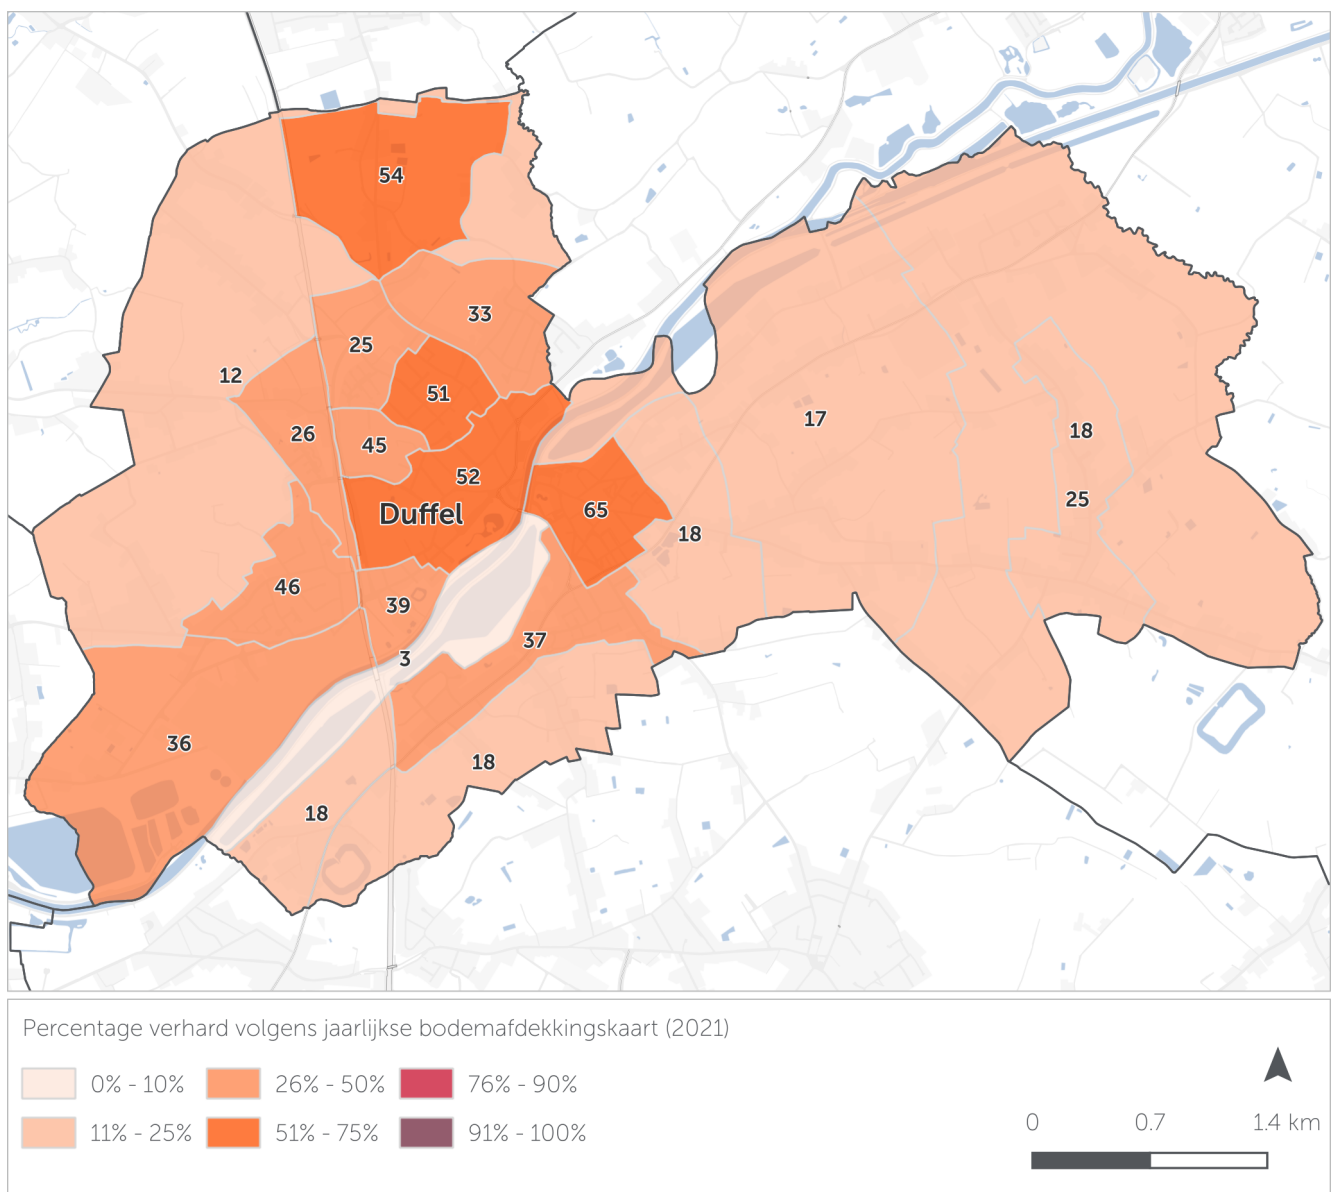 54
33
25
12
51
17
26
45
18
52
65
25
Duffel
18
46
39
37
3
36
18
18
Percentage verhard volgens jaarlijkse bodemafdekkingskaart (2021)
0% - 10%
26% - 50%
76% - 90%
11% - 25%
51% - 75%
91% - 100%
0 0.7 1.4 km